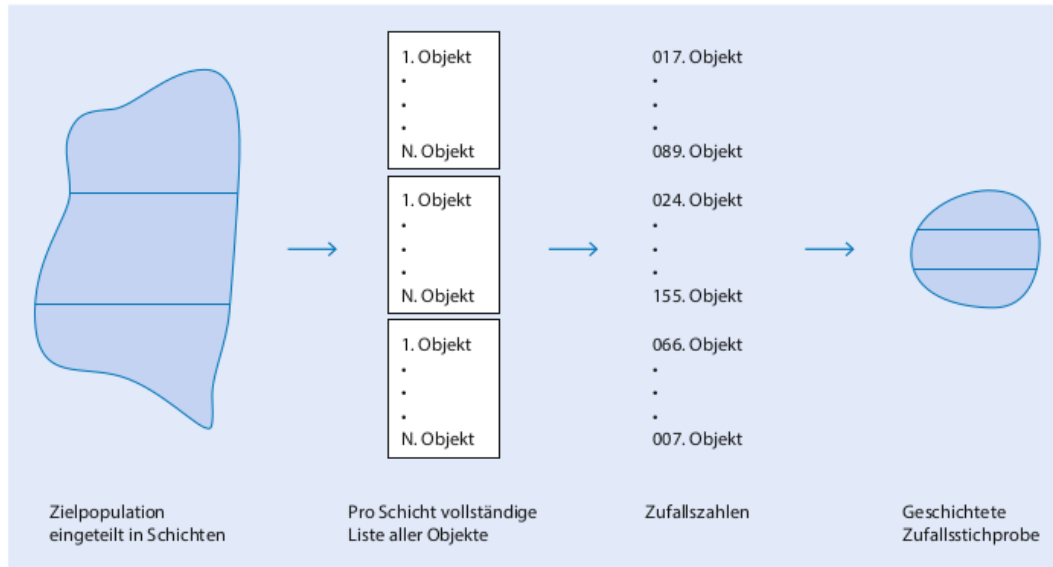 1. Objekt
.
.
.
N. Objekt
1. Objekt
.
.
.
N. Objekt
1. Objekt
.
.
.
N. Objekt
017. Objekt
.
.
.
089. Objekt
024. Objekt
.
.
.
155. Objekt
066. Objekt
.
.
.
007. Objekt
Zielpopulation
eingeteilt in Schichten
Pro Schicht vollständige
Liste aller Objekte
Zufallszahlen
Geschichtete
Zufallsstichprobe